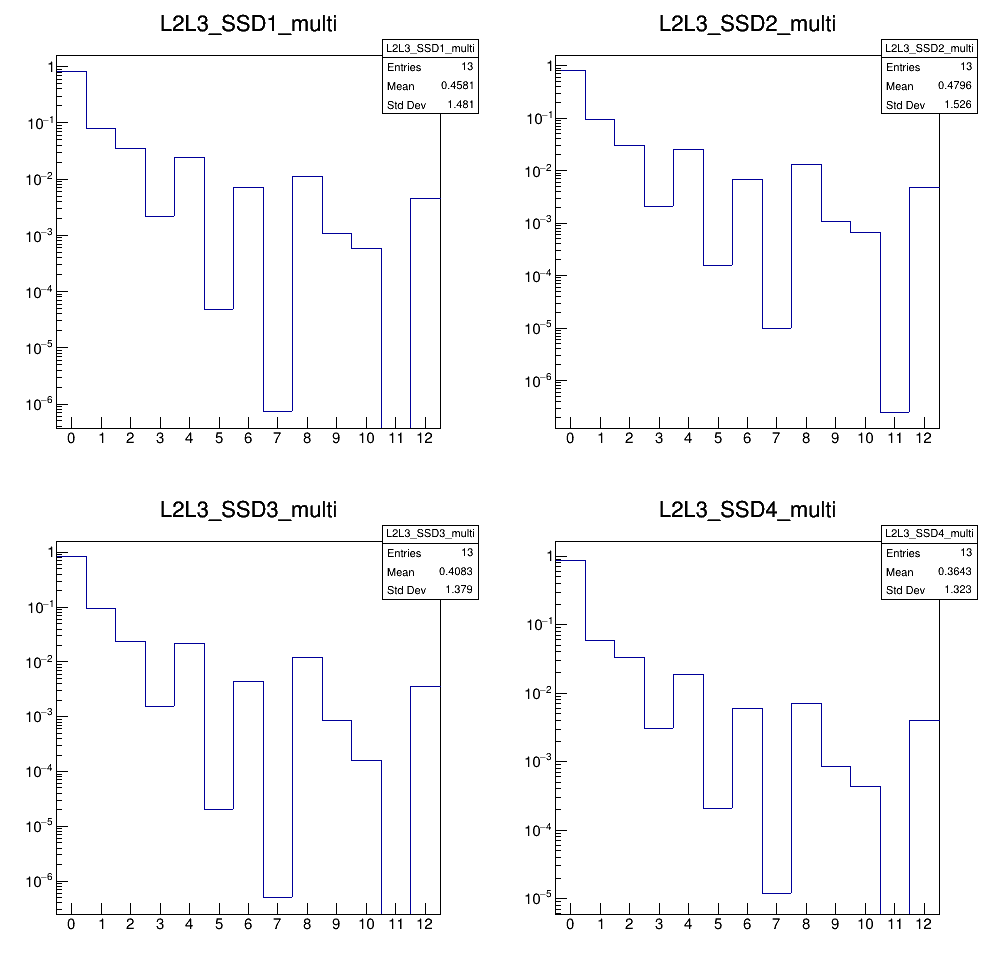 L2L3_SSD1_multi
L2L3_SSD1_multi
Entries 13
Mean 0.4581
Std Dev 1.481
1
10−1
10−2
10−3
10−4
10−5
10−6
0 1 2 3 4 5 6 7 8 9 10 11 12
L2L3_SSD2_multi
L2L3_SSD2_multi
Entries 13
Mean 0.4796
Std Dev 1.526
1
10−1
10−2
10−3
10−4
10−5
10−6
0 1 2 3 4 5 6 7 8 9 10 11 12
L2L3_SSD3_multi
L2L3_SSD3_multi
Entries 13
Mean 0.4083
Std Dev 1.379
1
10−1
10−2
10−3
10−4
10−5
10−6
0 1 2 3 4 5 6 7 8 9 10 11 12
L2L3_SSD4_multi
L2L3_SSD4_multi
Entries 13
Mean 0.3643
Std Dev 1.323
1
10−1
10−2
10−3
10−4
10−5
0 1 2 3 4 5 6 7 8 9 10 11 12